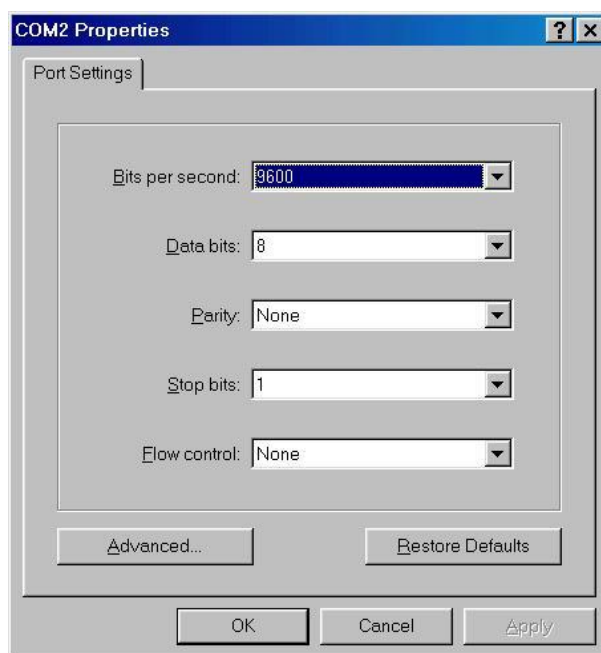 COM2 Properties
Port Settings
Bits per second: 9600
Data bits: 8
Parity: None
Stop bits: 1
Flow control: None
Advanced... Restore Defaults
OK Cancel Apply